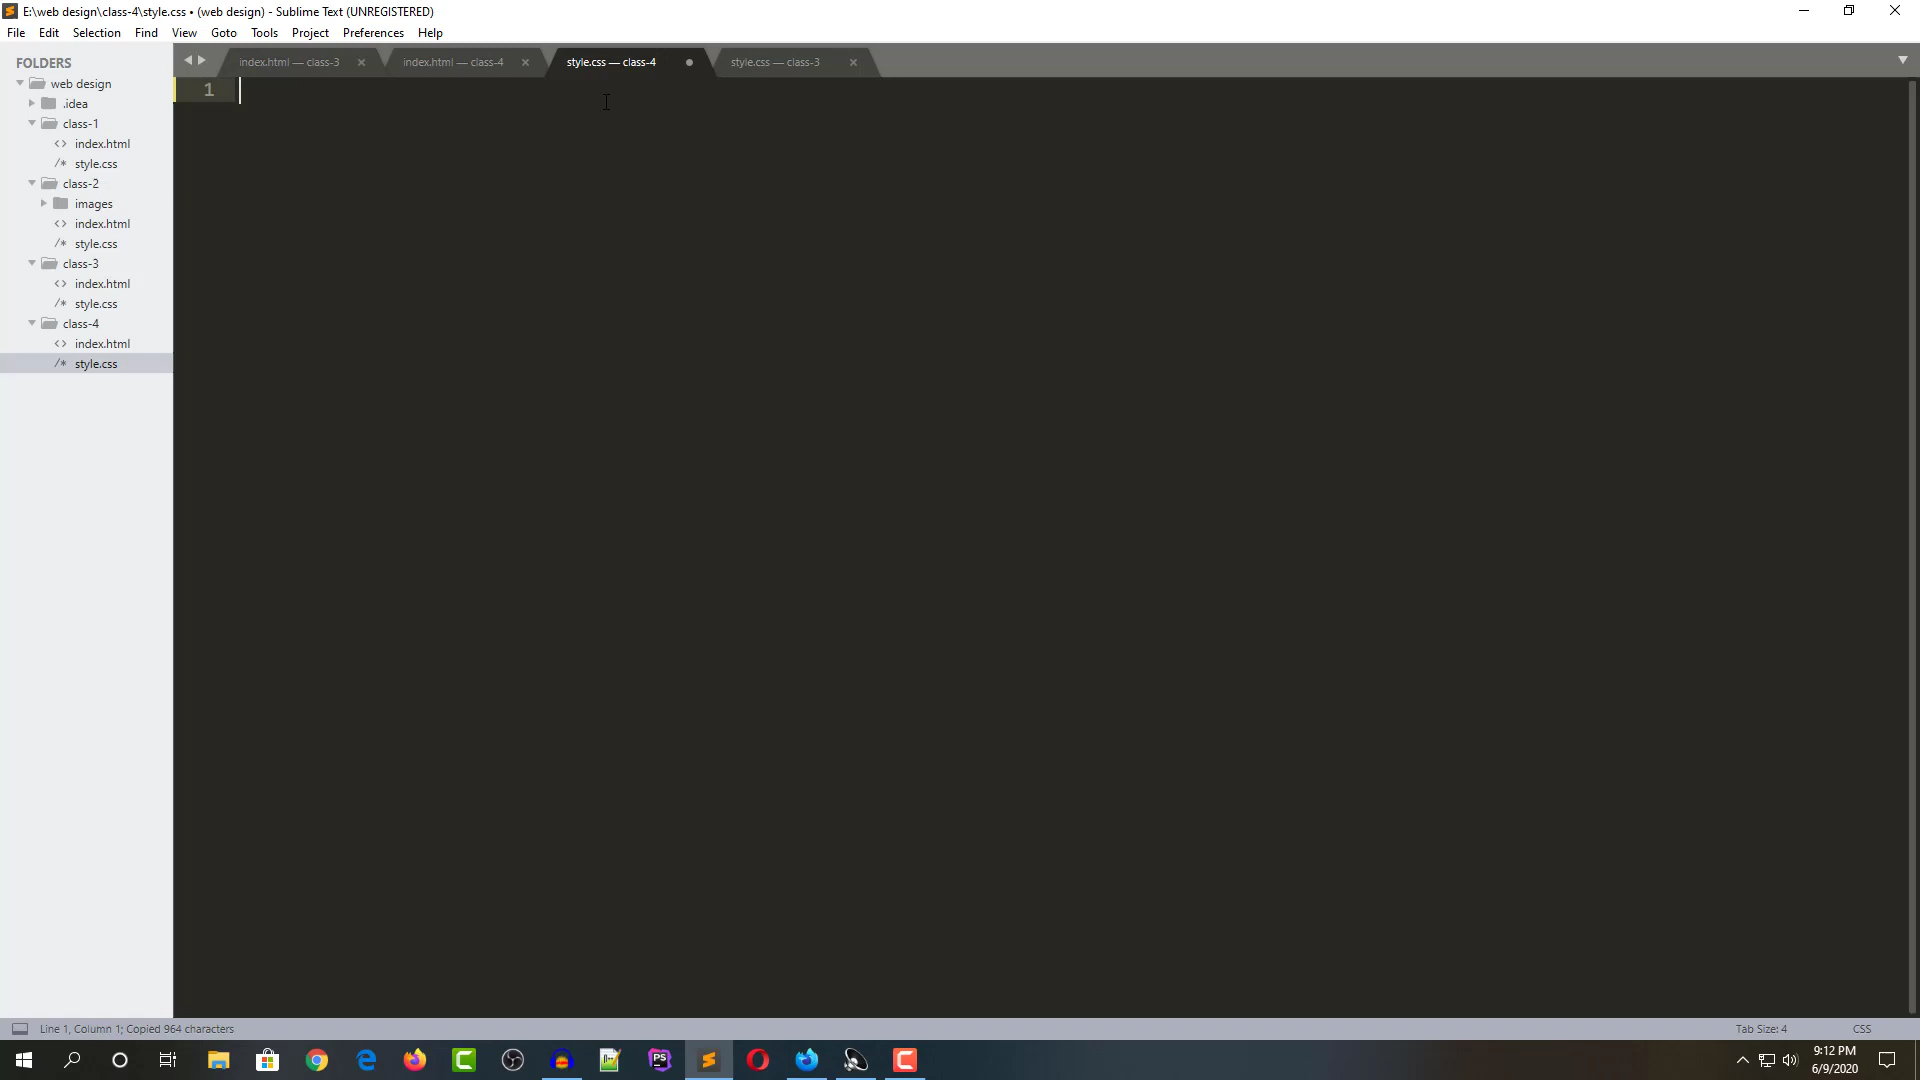 E:\web design\class-4\style.css • (web design) - Sublime Text (UNREGISTERED)
File Edit Selection Find View Goto Tools Project Preferences Help
FOLDERS
web design
.idea
class-1
index.html
style.css
class-2
images
index.html
style.css
class-3
index.html
style.css
class-4
index.html
style.css
index.html — class-3
index.html — class-4
style.css — class-4
style.css — class-3
1
Line 1, Column 1; Copied 964 characters
Tab Size: 4
CSS
PS
9:12 PM
6/9/2020